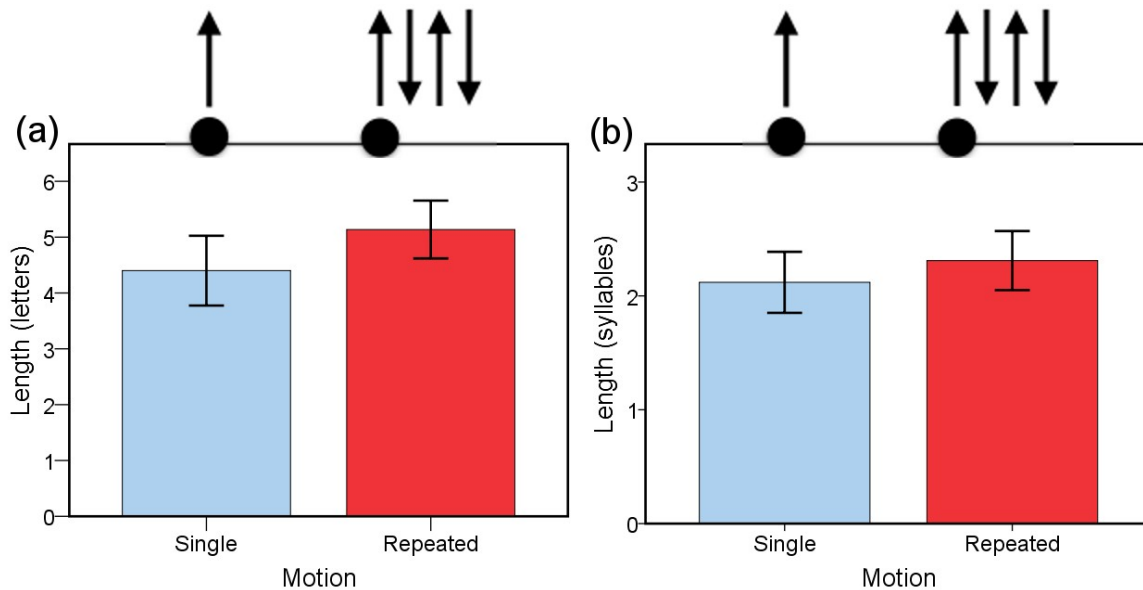 (a)
Length (letters)
6
5
4
3
2
1
0
Single Repeated
Motion
(b)
Length (syllables)
3
2
1
0
Single Repeated
Motion